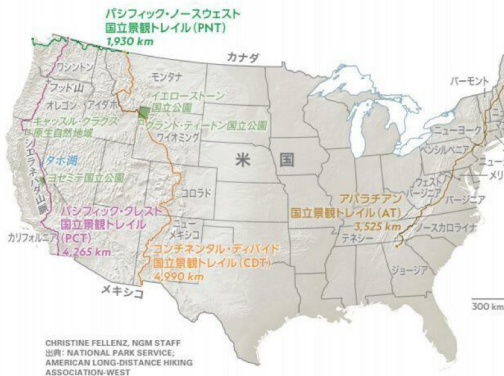 パシフィック・ノースウェスト
国立景観トレイル(PNT)
1,930 km
カナダ
ワシントン
モンタナ
フッド山
オレゴン
アイダホ
イエローストーン
国立公園
キャッスル・クラグス
原生自然地域
グランド・ティートン国立公園
ワイオミング
タホ湖
シエラネバダ山脈
ヨセミテ国立公園
米国
コロラド
バーモント
ニューヨーク
ペンシルベニア
ウェスト
バージニア
バージニア
アパラチアン
国立景観トレイル(AT)
3,525 km
テネシー
ノースカロライナ
ジョージア
パシフィック・クレスト
国立景観トレイル
(PCT)
4,265 km
カリフォルニア
ニュー
メキシコ
コンチネンタル・ディバイド
国立景観トレイル(CDT)
4,990 km
メキシコ
300 km
CHRISTINE FELLENZ, NGM STAFF
出典: NATIONAL PARK SERVICE;
AMERICAN LONG-DISTANCE HIKING
ASSOCIATION-WEST